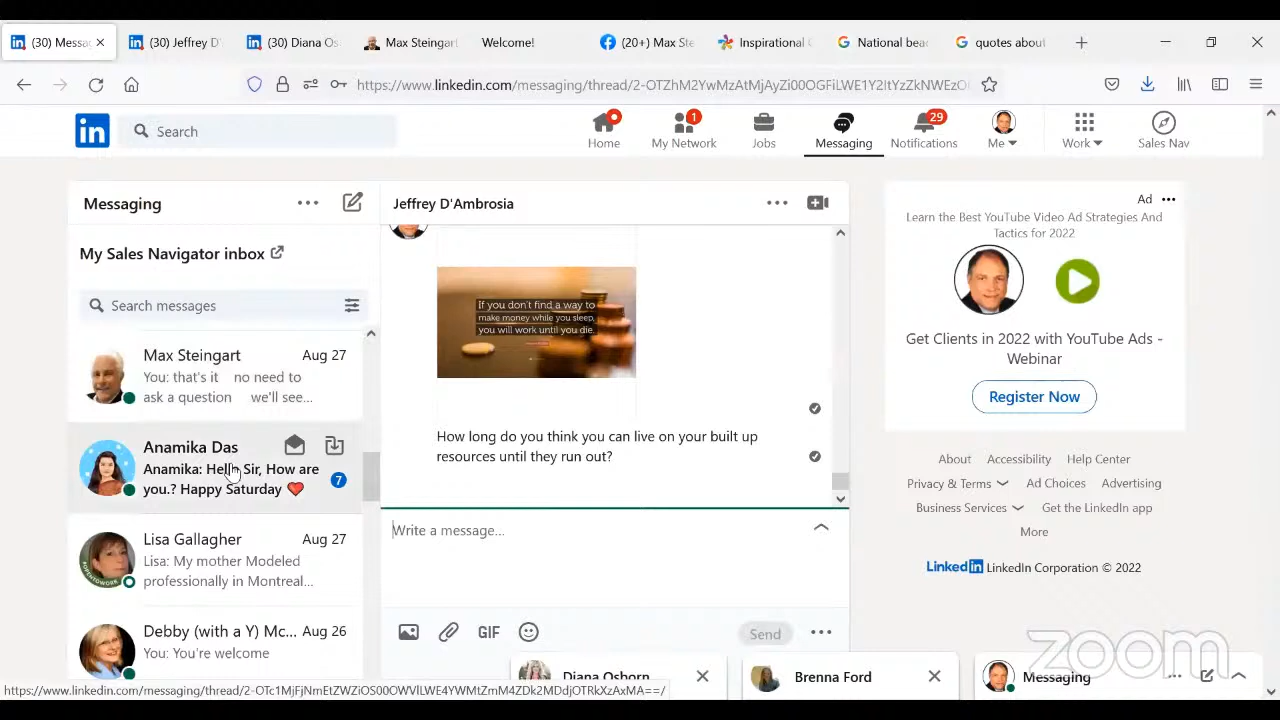 (30) Messa
(30) Jeffrey D'
(30) Diana Os
Max Steingart
Welcome!
(20+) Max Ste
Inspirational
National bea
quotes about
https://www.linkedin.com/messaging/thread/2-OTZhM2YwMzAtMjAyZi00OGFiLWE1Y2ItYzZkNWEzO
in
Search
Home
My Network
1
Jobs
Messaging
29
Notifications
Me
Work
Sales Nav
Messaging
My Sales Navigator inbox
Search messages
Max Steingart Aug 27
You: that's it no need to
ask a question we'll see...
Anamika Das
Anamika: Hello Sir, How are
you.? Happy Saturday ❤️
7
Lisa Gallagher Aug 27
Lisa: My mother Modeled
professionally in Montreal...
Debby (with a Y) Mc... Aug 26
You: You're welcome
Jeffrey D'Ambrosia
If you don't find a way to
make money while you sleep,
you will work until you die.
How long do you think you can live on your built up
resources until they run out?
Write a message...
GIF
Send
Diana Osborn
Brenna Ford
Messaging
Ad
Learn the Best YouTube Video Ad Strategies And
Tactics for 2022
Get Clients in 2022 with YouTube Ads -
Webinar
Register Now
About Accessibility Help Center
Privacy & Terms Ad Choices Advertising
Business Services Get the LinkedIn app
More
LinkedIn LinkedIn Corporation © 2022
zoom
https://www.linkedin.com/messaging/thread/2-OTc1MjFjNmEtZWZiOS00OWVlLWE4YWMtZmM4ZDk2MDdjOTRkXzAxMA==/